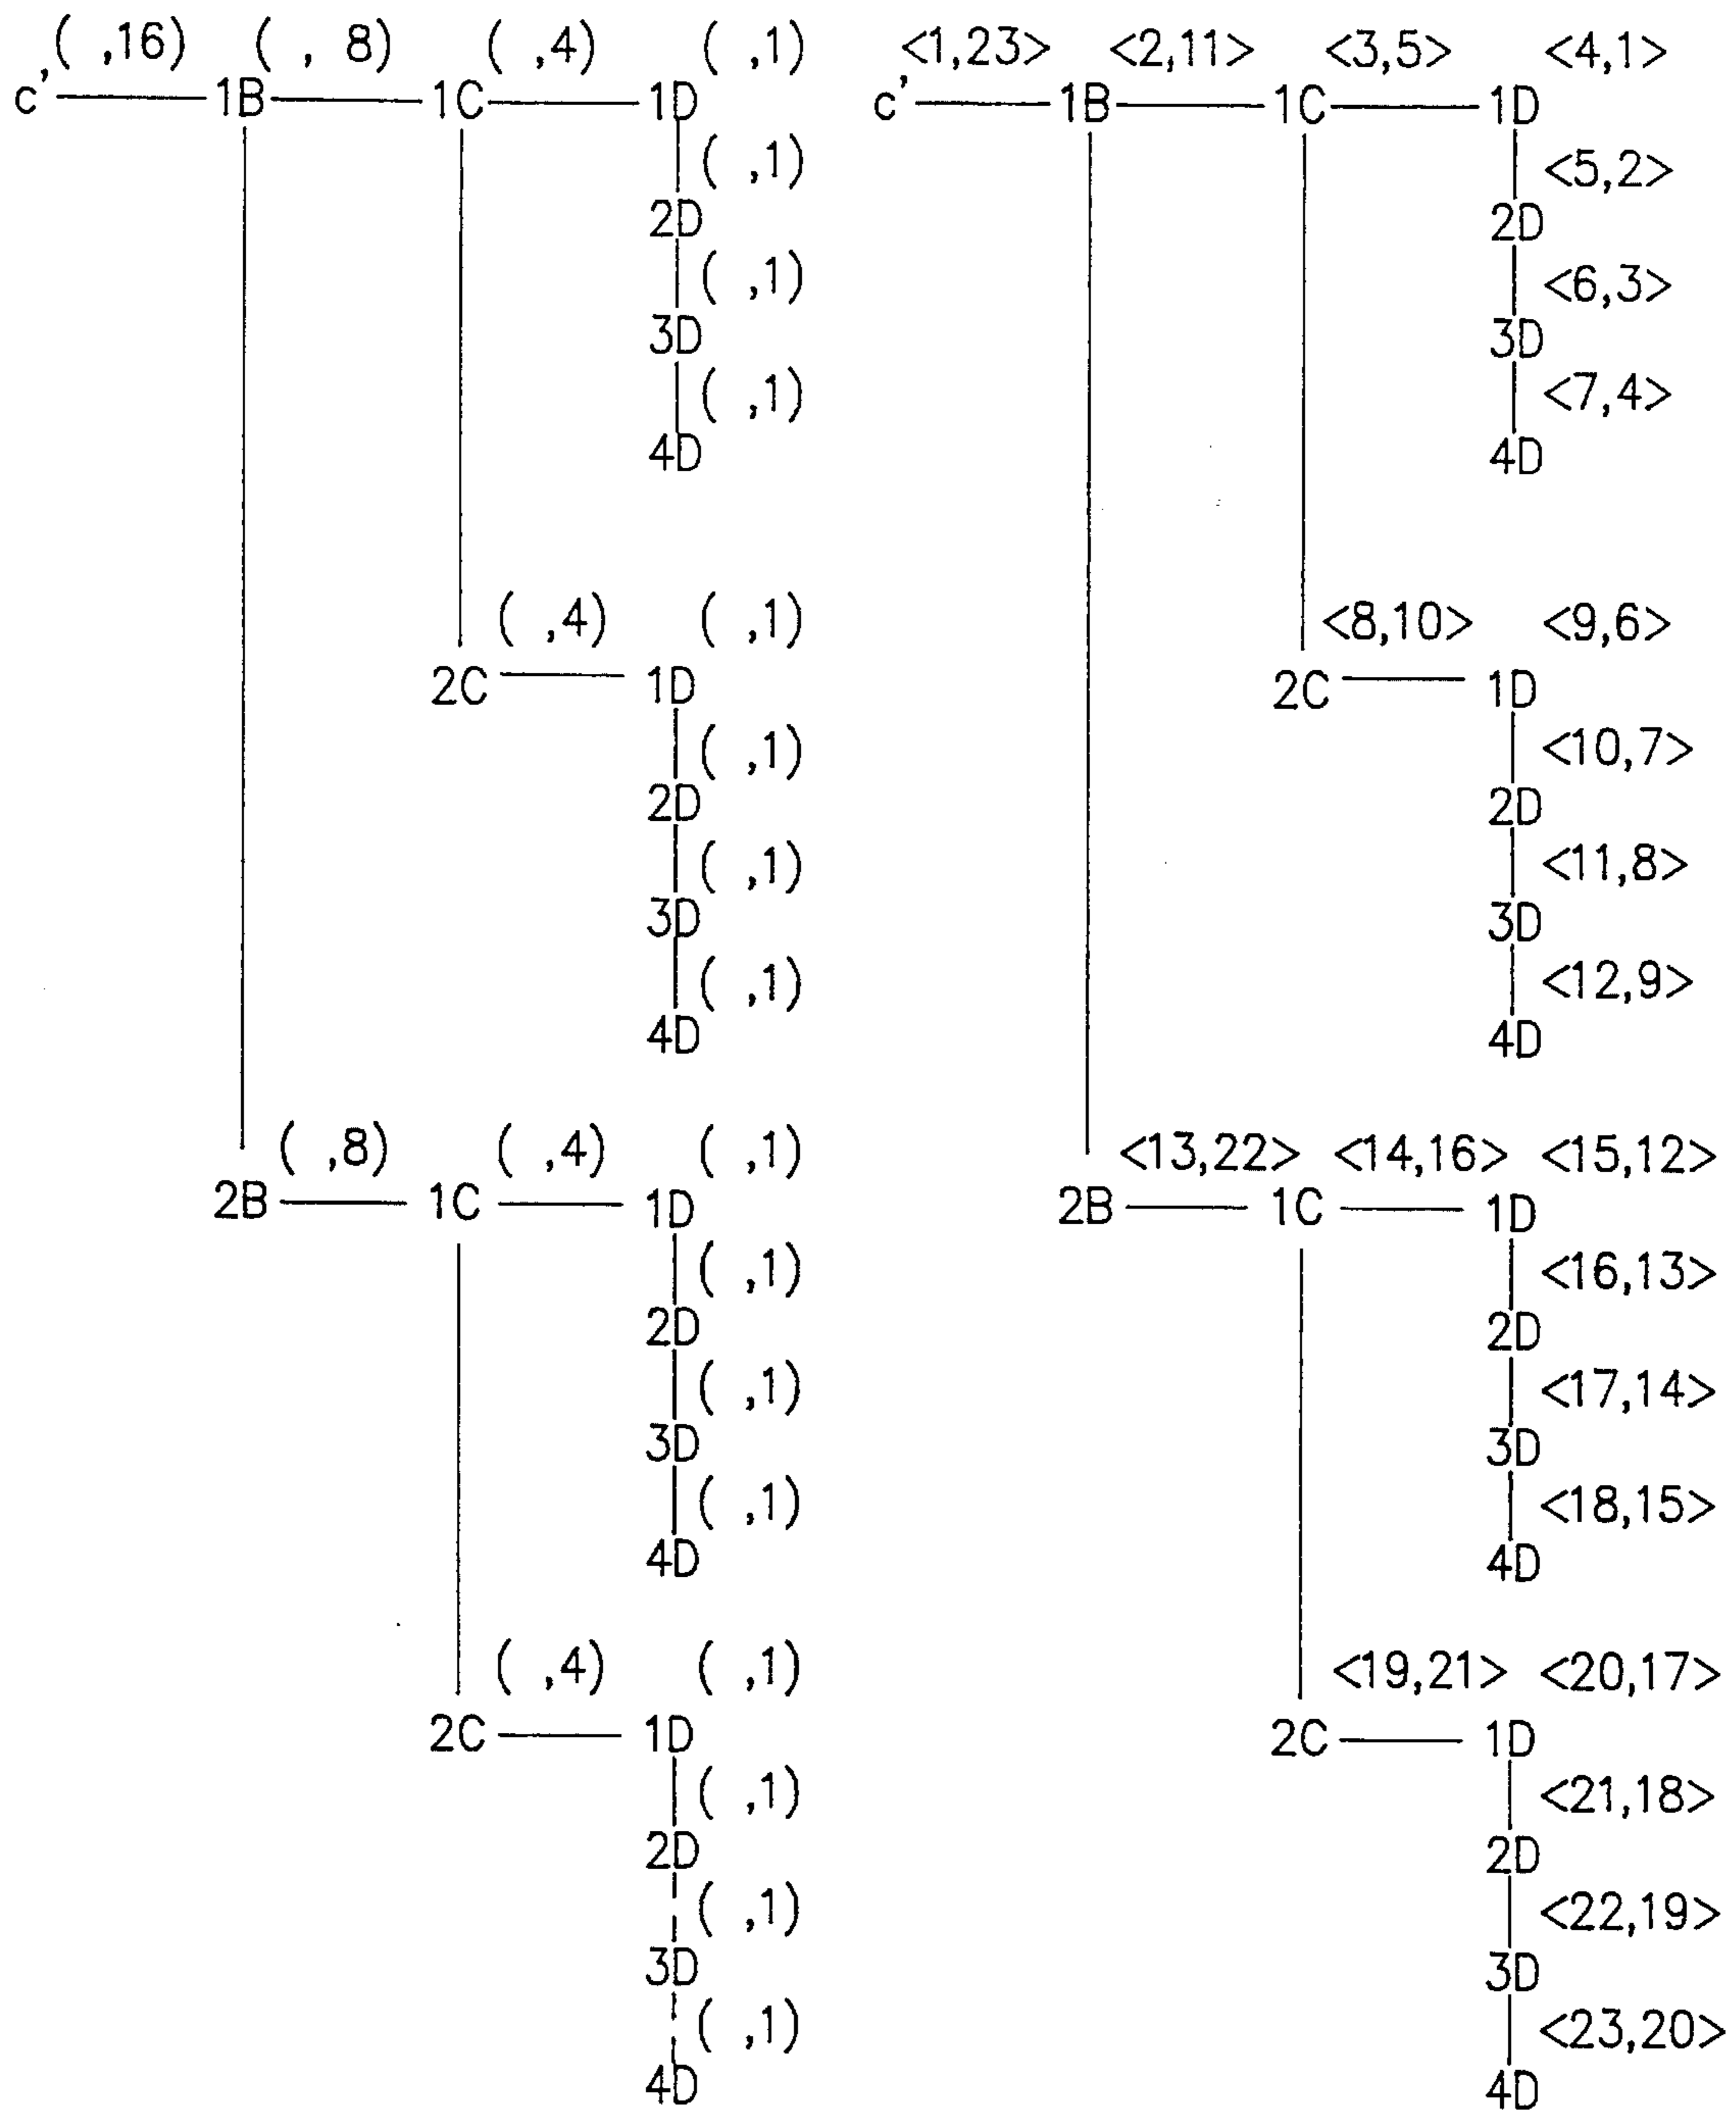 ( ,16) ( , 8) ( ,4) ( ,1)
c' 1B 1C 1D
( ,1)
2D
( ,1)
3D
( ,1)
4D
( ,4) ( ,1)
2C 1D
( ,1)
2D
( ,1)
3D
( ,1)
4D
( ,8) ( ,4) ( ,1)
2B 1C 1D
( ,1)
2D
( ,1)
3D
( ,1)
4D
( ,4) ( ,1)
2C 1D
( ,1)
2D
( ,1)
3D
( ,1)
4D
<1,23> <2,11> <3,5> <4,1>
c' 1B 1C 1D
<5,2>
2D
<6,3>
3D
<7,4>
4D
<8,10> <9,6>
2C 1D
<10,7>
2D
<11,8>
3D
<12,9>
4D
<13,22> <14,16> <15,12>
2B 1C 1D
<16,13>
2D
<17,14>
3D
<18,15>
4D
<19,21> <20,17>
2C 1D
<21,18>
2D
<22,19>
3D
<23,20>
4D